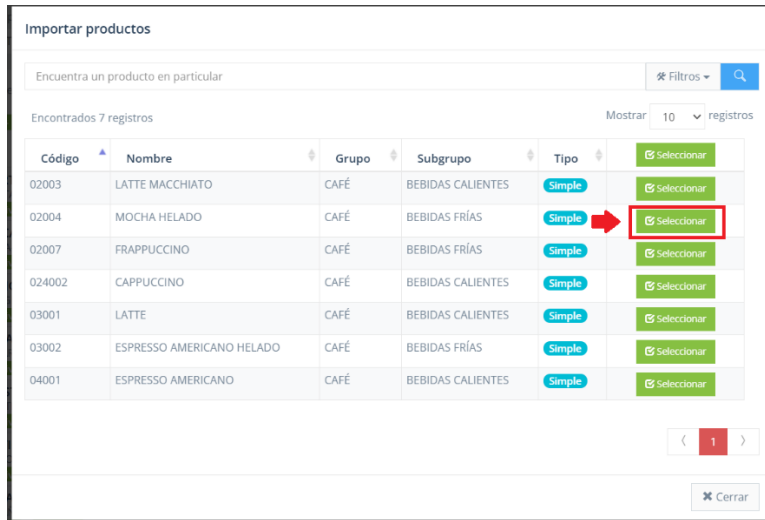 Importar productos
Encuentra un producto en particular Filtros
Encontrados 7 registros Mostrar 10 registros
Código Nombre Grupo Subgrupo Tipo Seleccionar
02003 LATTE MACCHIATO CAFÉ BEBIDAS CALIENTES Simple Seleccionar
02004 MOCHA HELADO CAFÉ BEBIDAS FRÍAS Simple Seleccionar
02007 FRAPPUCCINO CAFÉ BEBIDAS FRÍAS Simple Seleccionar
024002 CAPPUCCINO CAFÉ BEBIDAS CALIENTES Simple Seleccionar
03001 LATTE CAFÉ BEBIDAS CALIENTES Simple Seleccionar
03002 ESPRESSO AMERICANO HELADO CAFÉ BEBIDAS FRÍAS Simple Seleccionar
04001 ESPRESSO AMERICANO CAFÉ BEBIDAS CALIENTES Simple Seleccionar
1
Cerrar